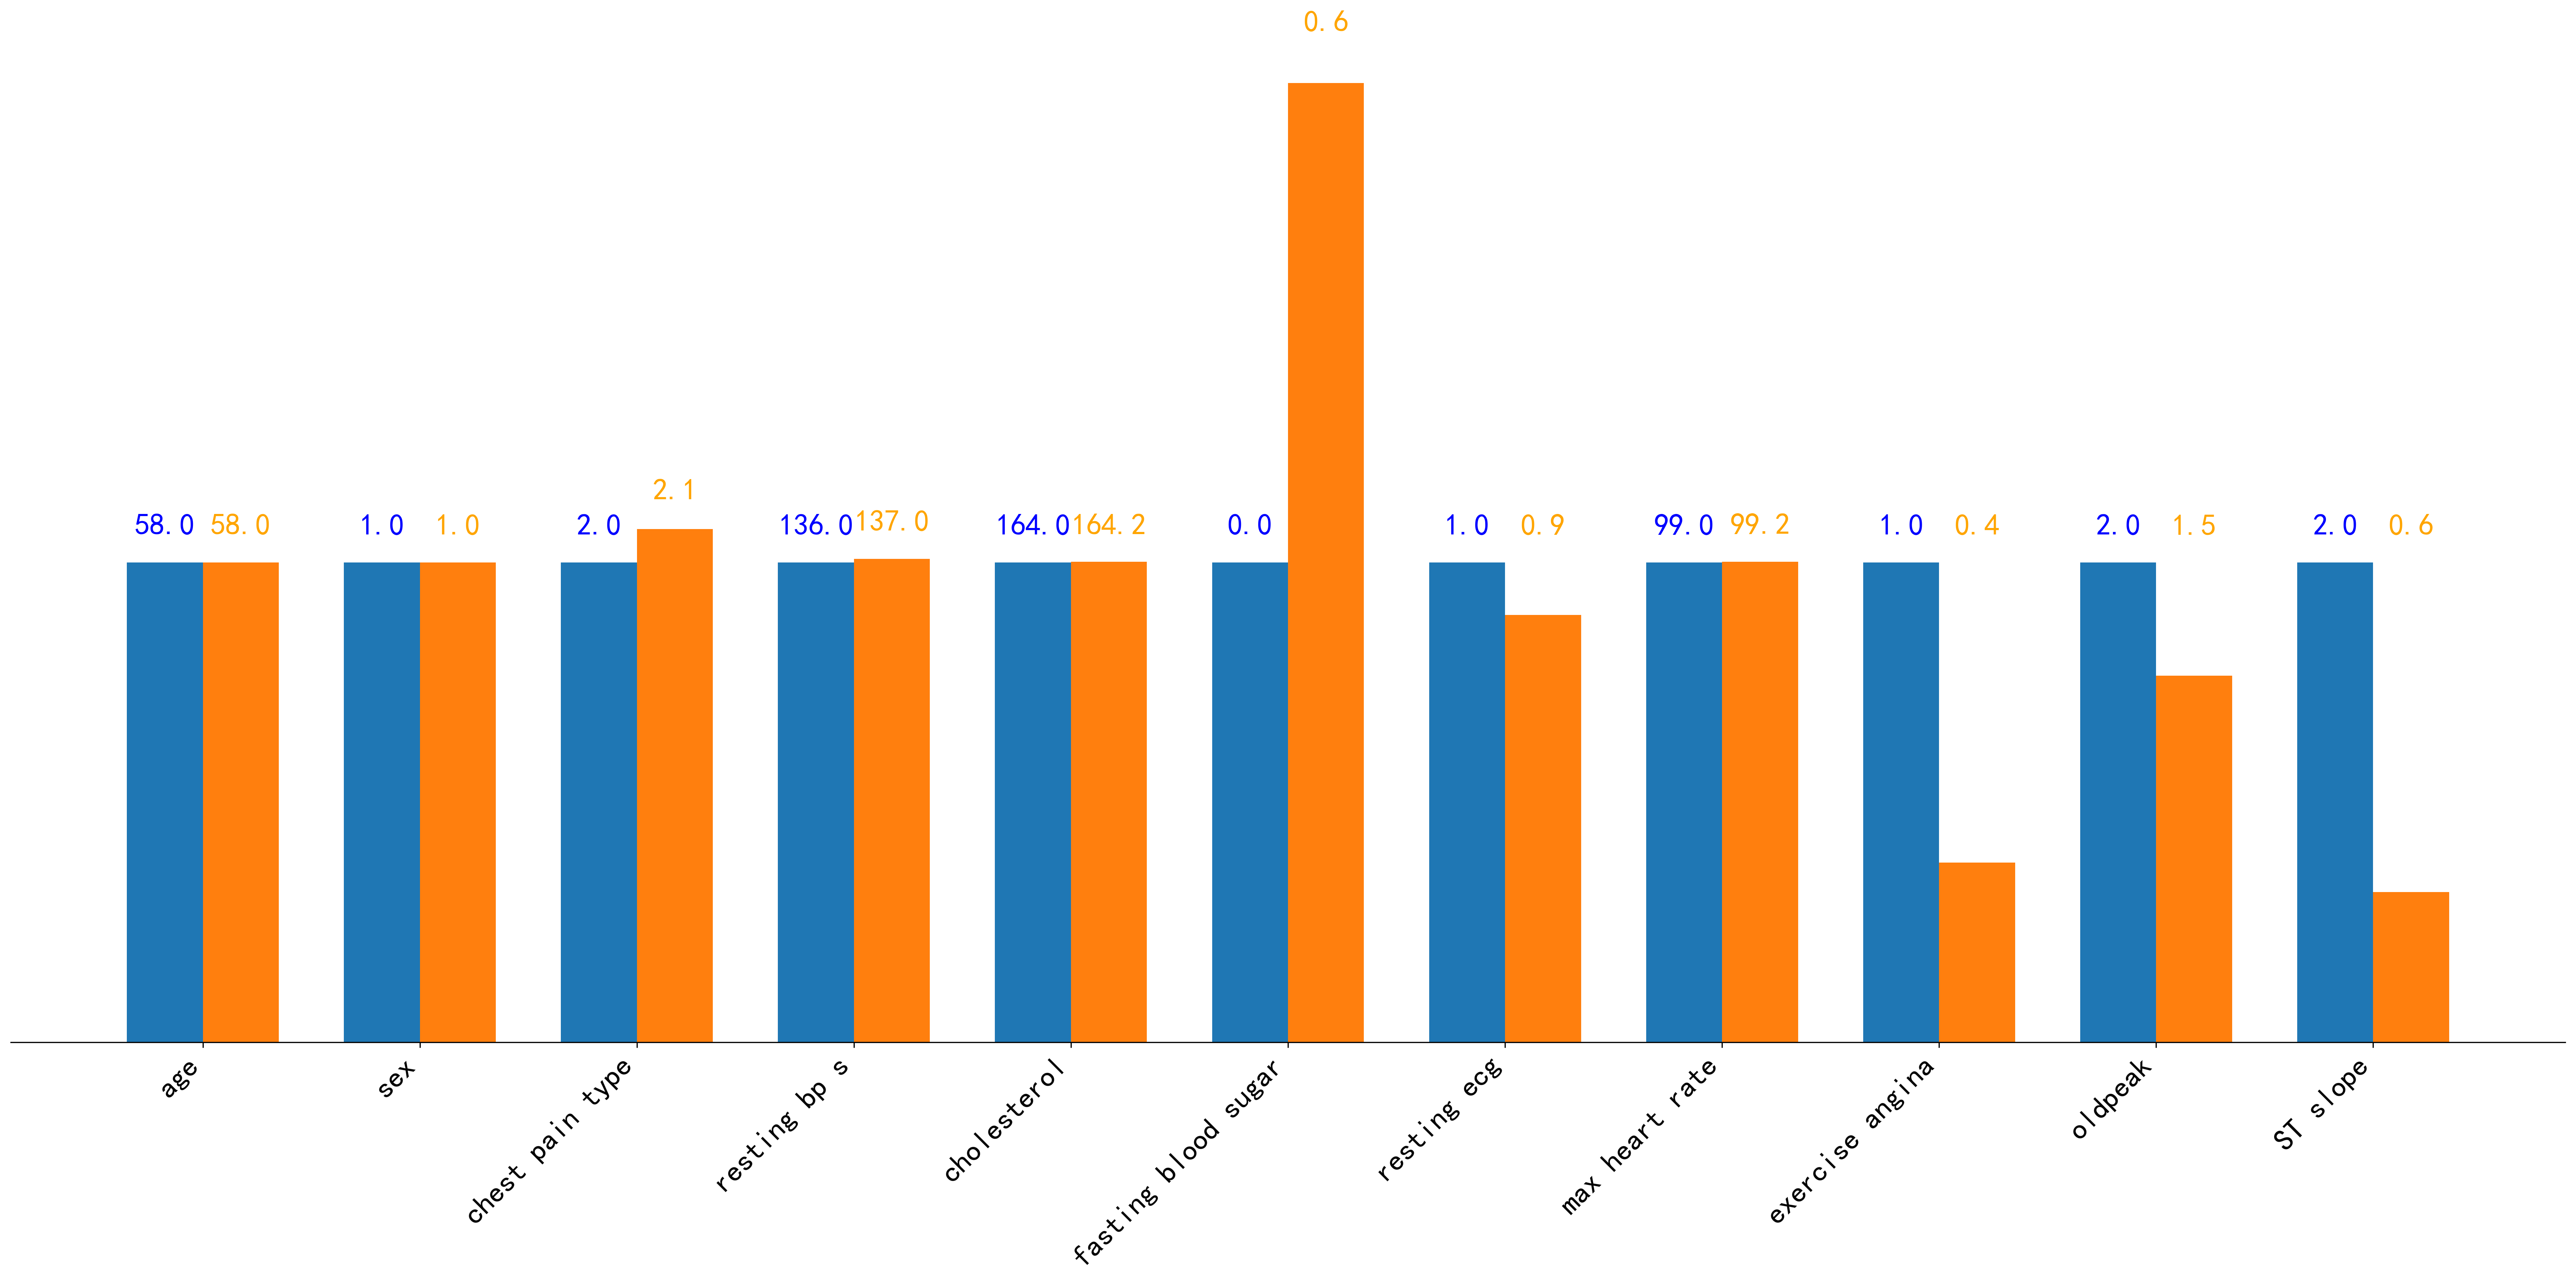 0.6
2.1
58.0 58.0 1.0 1.0 2.0 136.0 137.0 164.0 164.2 0.0 1.0 0.9 99.0 99.2 1.0 0.4 2.0 1.5 2.0 0.6
age
sex
chest pain type
resting bp s
cholesterol
fasting blood sugar
resting ecg
max heart rate
exercise angina
oldpeak
ST slope